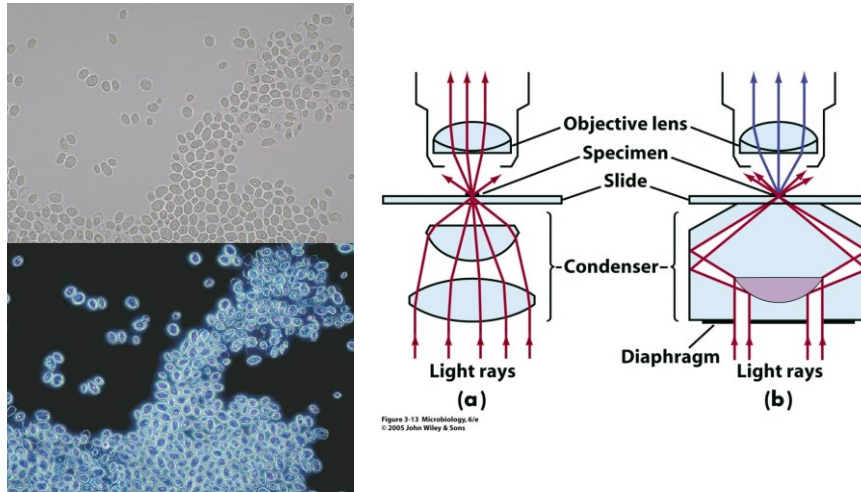 Objective lens
Specimen
Slide
Condenser
Diaphragm
Light rays
Light rays
(a)
(b)
Figure 3-13 Microbiology, 6/e
© 2005 John Wiley & Sons